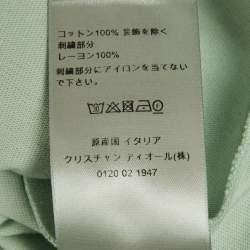 コットン100% 装飾を除く
刺繍部分
レーヨン100%
刺繍部分にアイロンを当てない
で下さい。
原産国 イタリア
クリスチャン ディオール(株)
0120 02 1947